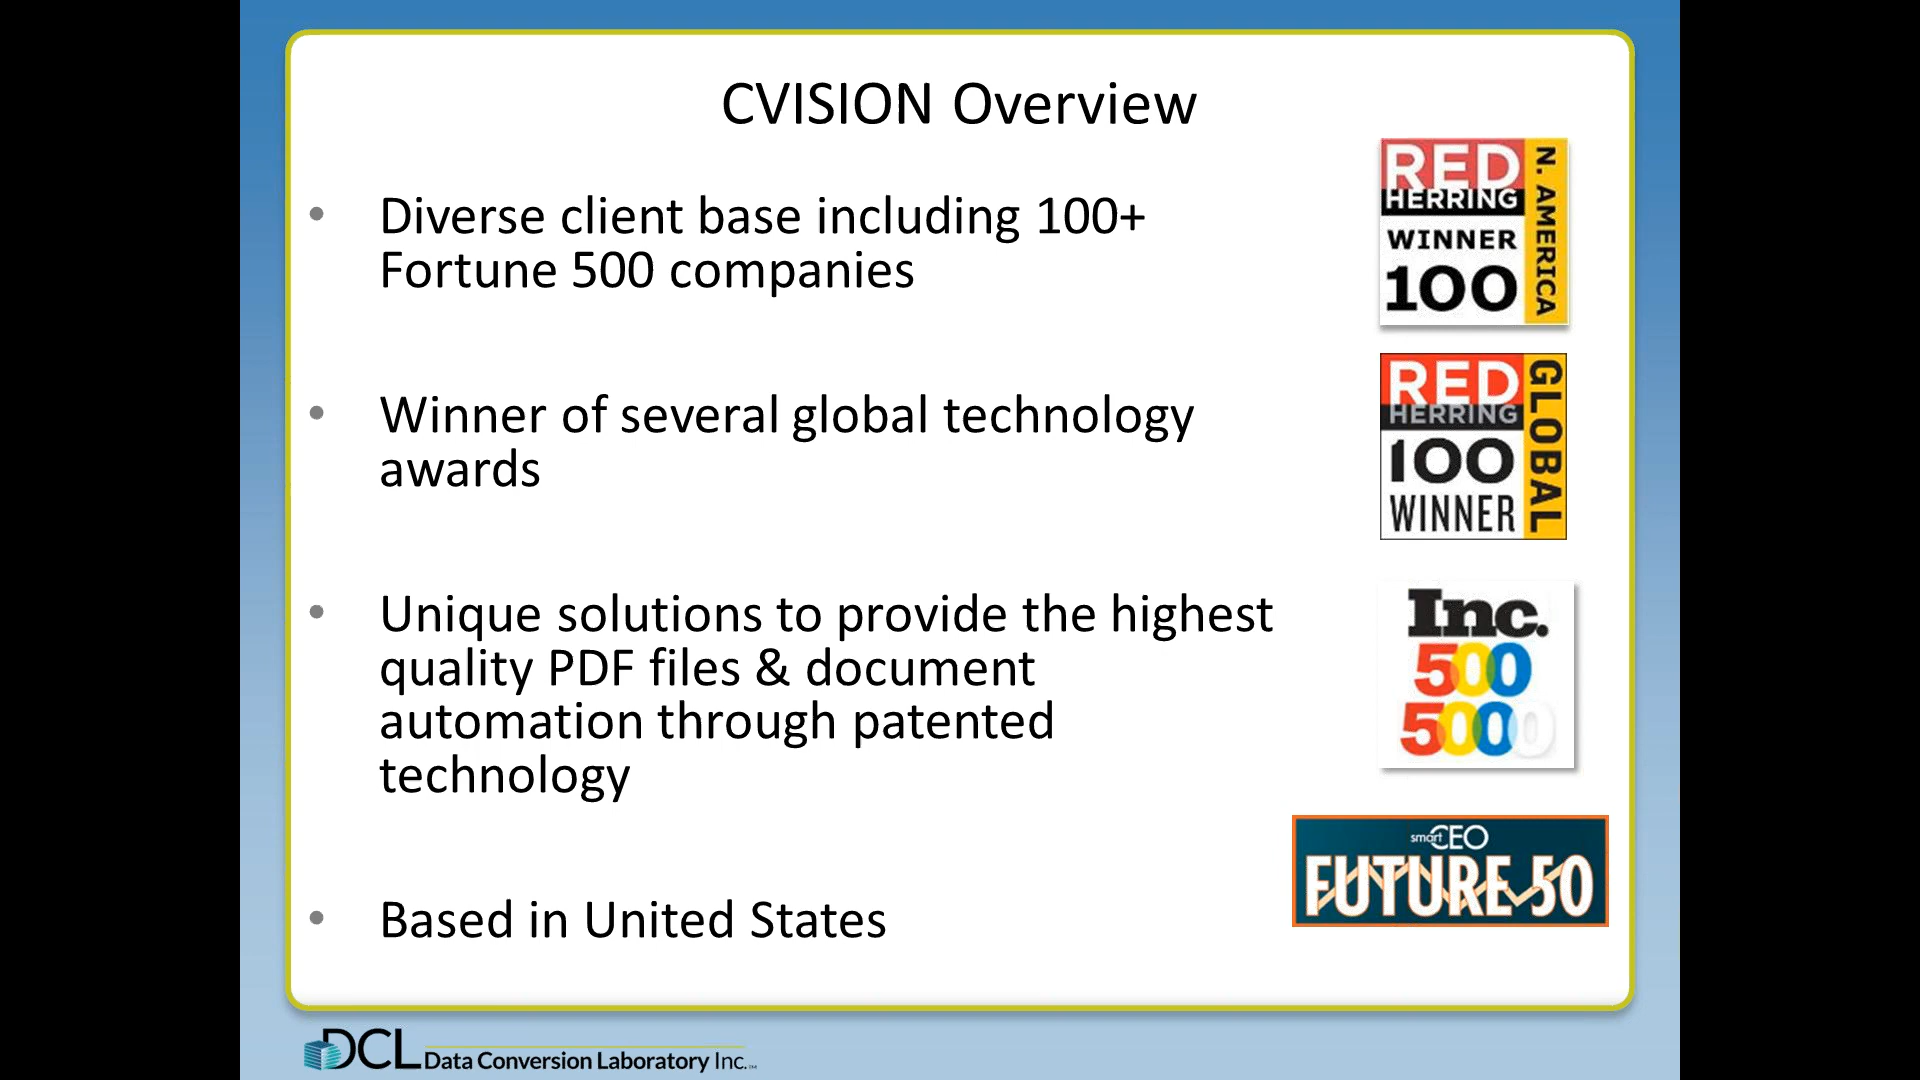 CVISION Overview
• Diverse client base including 100+
Fortune 500 companies
• Winner of several global technology
awards
• Unique solutions to provide the highest
quality PDF files & document
automation through patented
technology
• Based in United States
RED
HERRING
WINNER
100
N. AMERICA
RED
HERRING
100
WINNER
GLOBAL
Inc.
500
5000
smartCEO
FUTURE 50
DCL Data Conversion Laboratory Inc.™